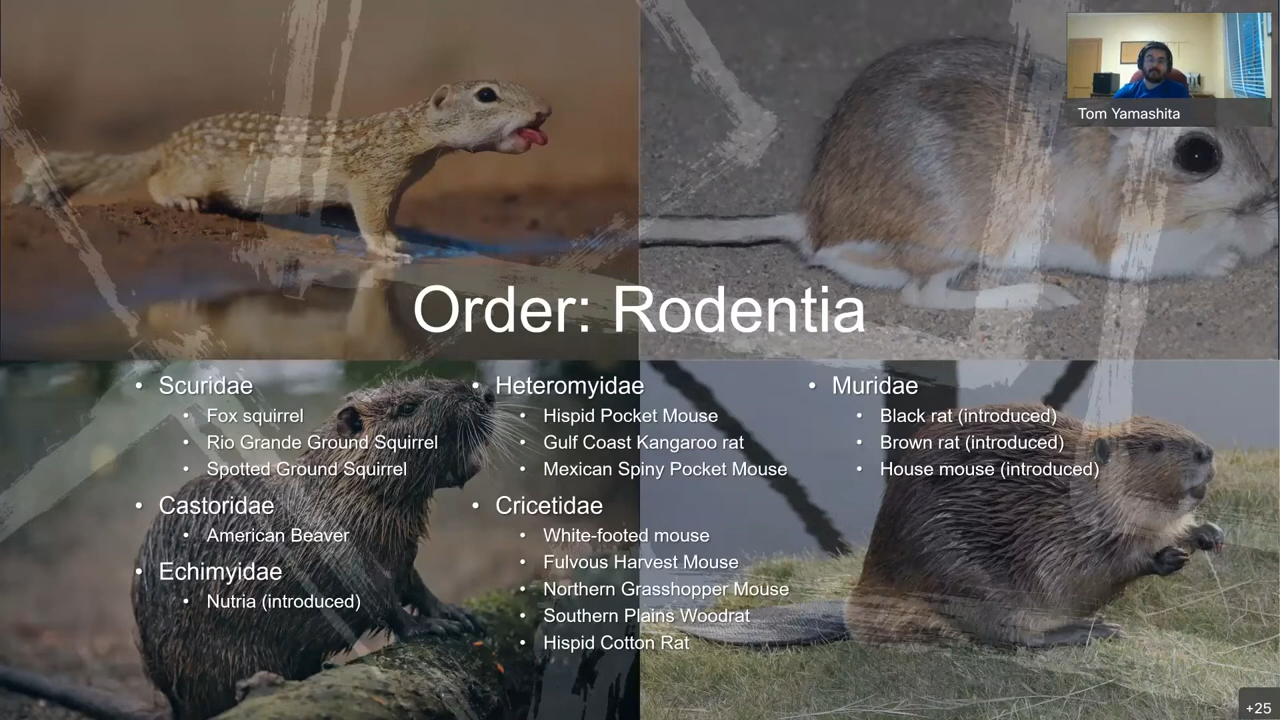 Tom Yamashita
Order: Rodentia
• Scuridae
• Fox squirrel
• Rio Grande Ground Squirrel
• Spotted Ground Squirrel
• Castoridae
• American Beaver
• Echimyidae
• Nutria (introduced)
• Heteromyidae
• Hispid Pocket Mouse
• Gulf Coast Kangaroo rat
• Mexican Spiny Pocket Mouse
• Cricetidae
• White-footed mouse
• Fulvous Harvest Mouse
• Northern Grasshopper Mouse
• Southern Plains Woodrat
• Hispid Cotton Rat
• Muridae
• Black rat (introduced)
• Brown rat (introduced)
• House mouse (introduced)
+25